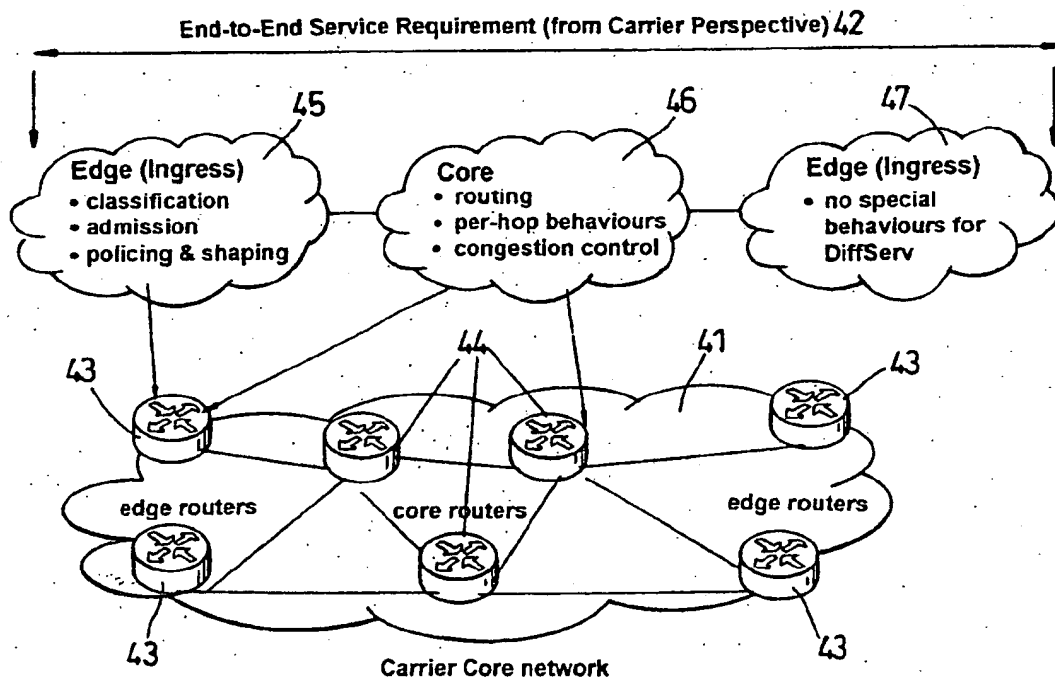 End-to-End Service Requirement (from Carrier Perspective) 42
45
46
47
Edge (Ingress)
• classification
• admission
• policing & shaping
Core
• routing
• per-hop behaviours
• congestion control
Edge (Ingress)
• no special
behaviours for
DiffServ
43
44
41
43
edge routers
core routers
edge routers
43
43
Carrier Core network